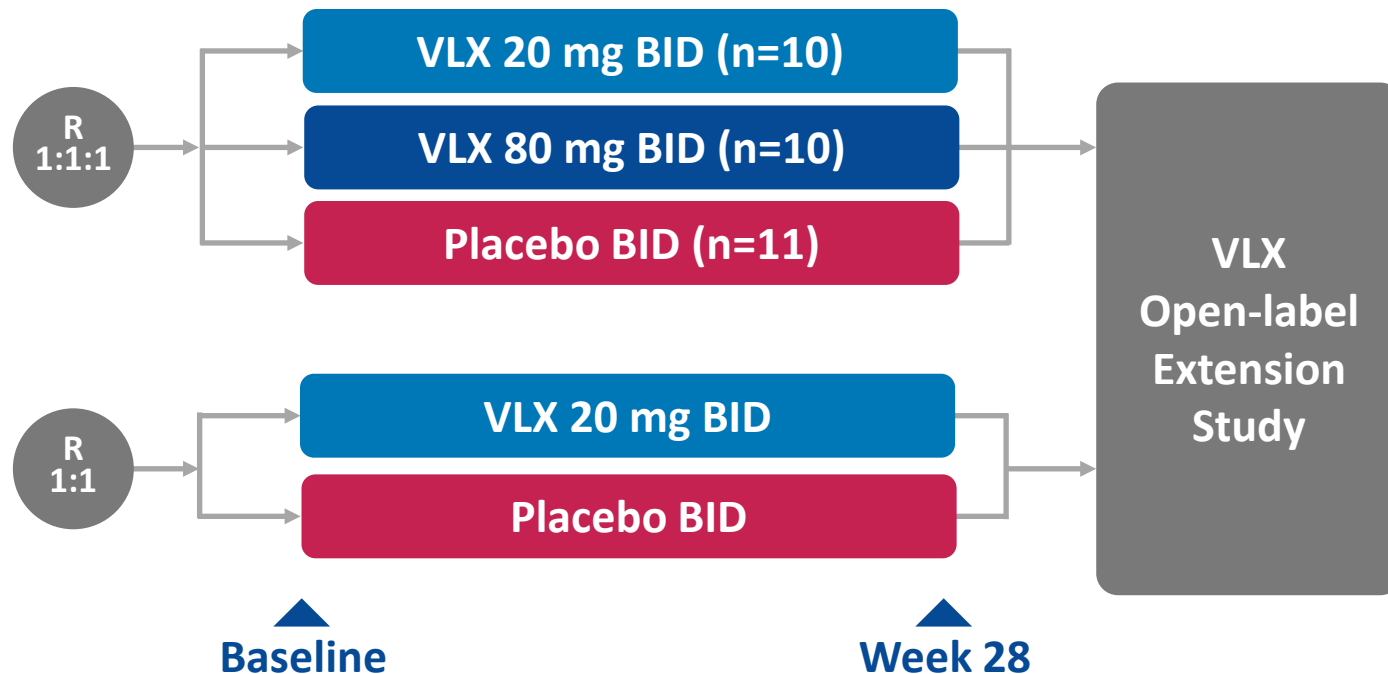 R
1:1:1
VLX 20 mg BID (n=10)
VLX 80 mg BID (n=10)
Placebo BID (n=11)
R
1:1
VLX 20 mg BID
Placebo BID
VLX
Open-label
Extension
Study
Baseline
Week 28